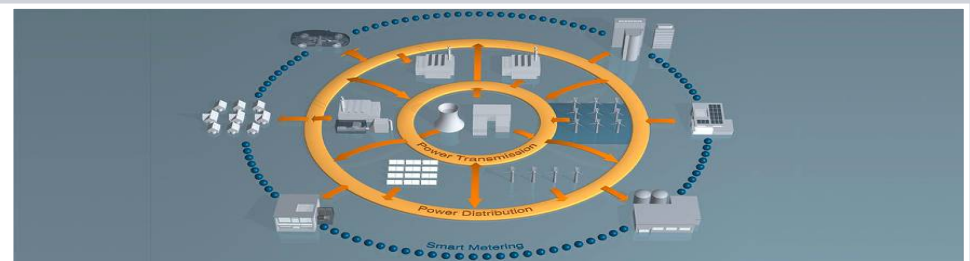 Power Transmission
Power Distribution
Smart Metering